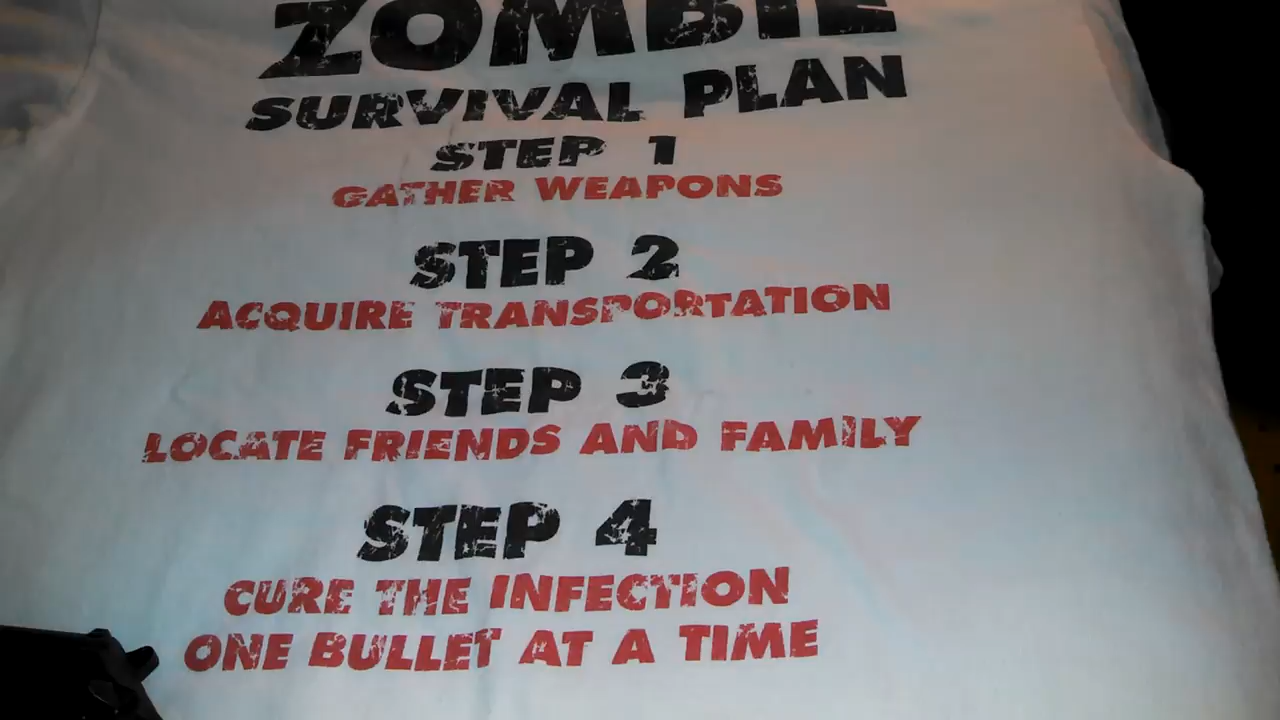 ZOMBIE
SURVIVAL PLAN
STEP 1
GATHER WEAPONS
STEP 2
ACQUIRE TRANSPORTATION
STEP 3
LOCATE FRIENDS AND FAMILY
STEP 4
CURE THE INFECTION
ONE BULLET AT A TIME